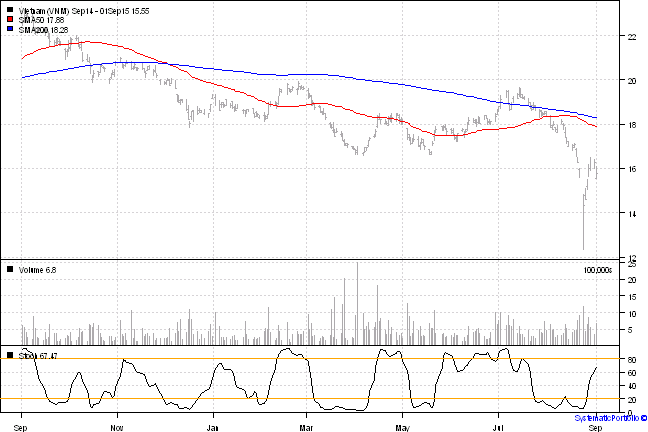 Vietnam (VNM) Sep14 - 01Sep15 15.55
SMA50 17.88
SMA200 18.28
22
20
18
16
14
12
Volume 6.8
100,000s
25
20
15
10
5
Stoch 67.47
80
60
40
20
0
Sep Nov Jan Mar May Jul Sep
SystematicPortfolio ©